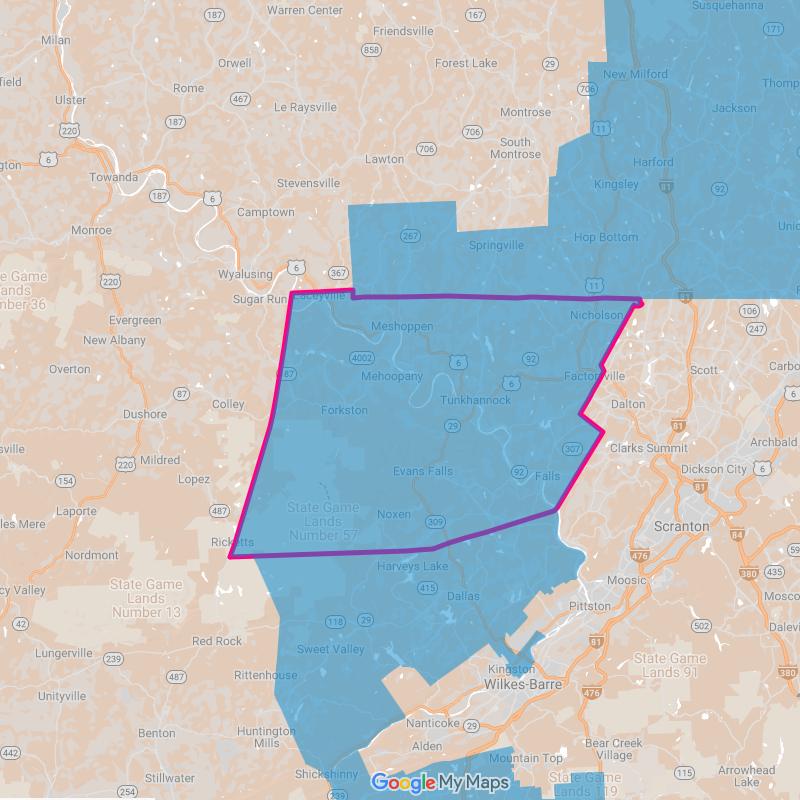 Susquehanna
Warren Center
167
171
187
Friendsville
Milan
858
Orwell
Forest Lake
29
New Milford
field
Rome
706
Thomp
467
Ulster
Le Raysville
Montrose
Jackson
187
220
706
11
South
Montrose
706
6
Lawton
Harford
gton
Towanda
Stevensville
Kingsley
81
92
187
6
Camptown
Monroe
267
Hop Bottom
Unio
Springville
ate Game
Lands
mber 36
Wyalusing
6
367
220
11
Sugar Run
81
Nicholson
106
Evergreen
Meshoppen
247
New Albany
4002
6
92
Overton
87
Mehoopany
6
Factoryville
Scott
Carbo
87
Tunkhannock
6
Colley
Forkston
Dalton
Dushore
29
81
Archbald
Clarks Summit
307
220
Mildred
Evans Falls
92
Falls
Dickson City
6
154
Lopez
81
State Game
Lands
Number 57
Laporte
487
Noxen
309
Scranton
les Mere
84
Ricketts
Nordmont
Harveys Lake
476
380
State Game
Lands
Number 13
415
Moosic
435
cy Valley
Dallas
Mosco
Pittston
42
118
29
502
Red Rock
81
Sweet Valley
Lungerville
239
State Game
Lands 91
Rittenhouse
Kingston
487
Wilkes-Barre
380
Unityville
476
Nanticoke
29
Huntington
Mills
Benton
Alden
Bear Creek
Village
442
Mountain Top
Shickshinny
115
Arrowhead
Lake
Stillwater
Google My Maps
State Game
Lands 119
254
239